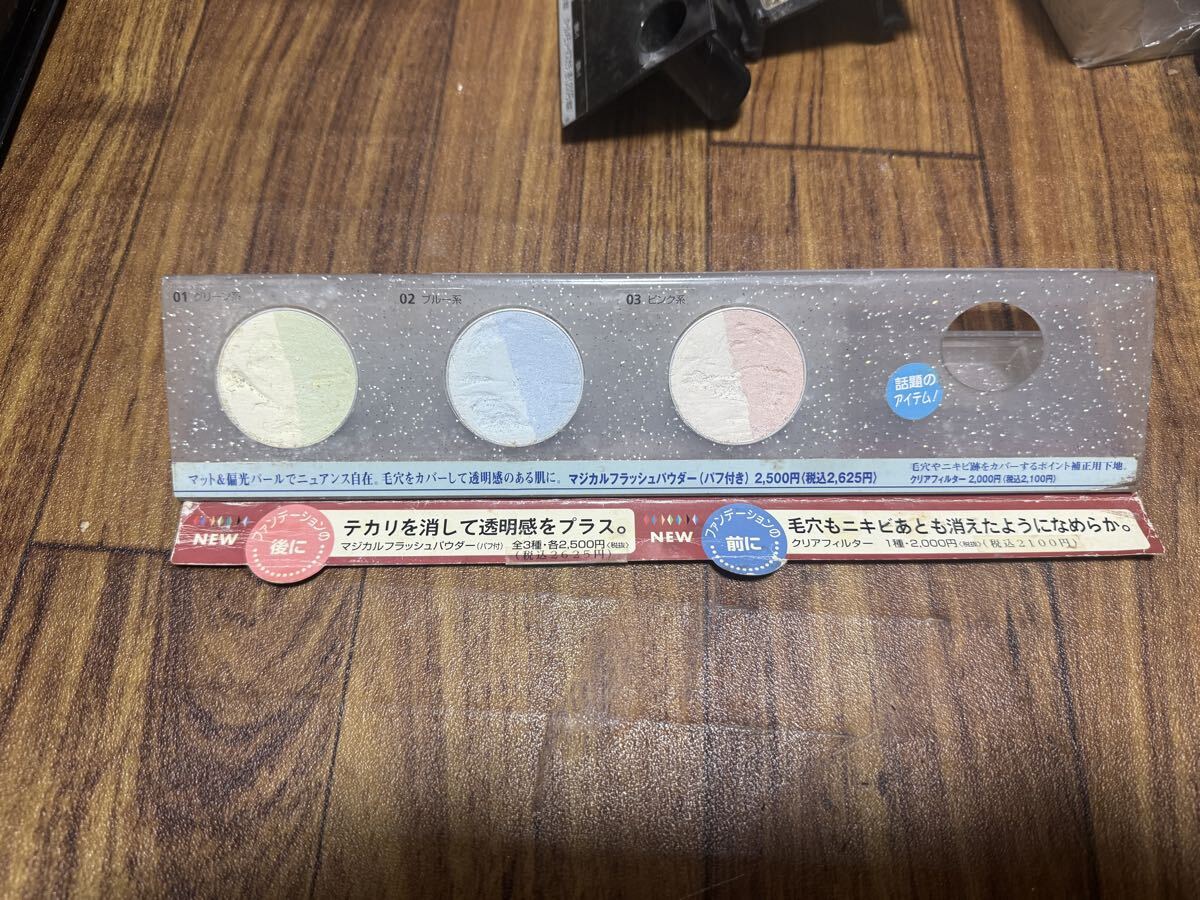 01 グリーン系
02 ブルー系
03 ピンク系
話題の
アイテム!
マット&偏光パールでニュアンス自在。毛穴をカバーして透明感のある肌に。マジカルフラッシュパウダー(パフ付き) 2,500円(税込2,625円)
毛穴やニキビ跡をカバーするポイント補正用下地。
クリアフィルター 2,000円(税込2,100円)
NEW
ファンデーションの
後に
テカリを消して透明感をプラス。
マジカルフラッシュパウダー(パフ付) 全3種・各2,500円(税抜)
(税込2625円)
NEW
ファンデーションの
前に
毛穴もニキビあとも消えたようになめらか。
クリアフィルター 1種・2,000円(税抜)(税込2100円)